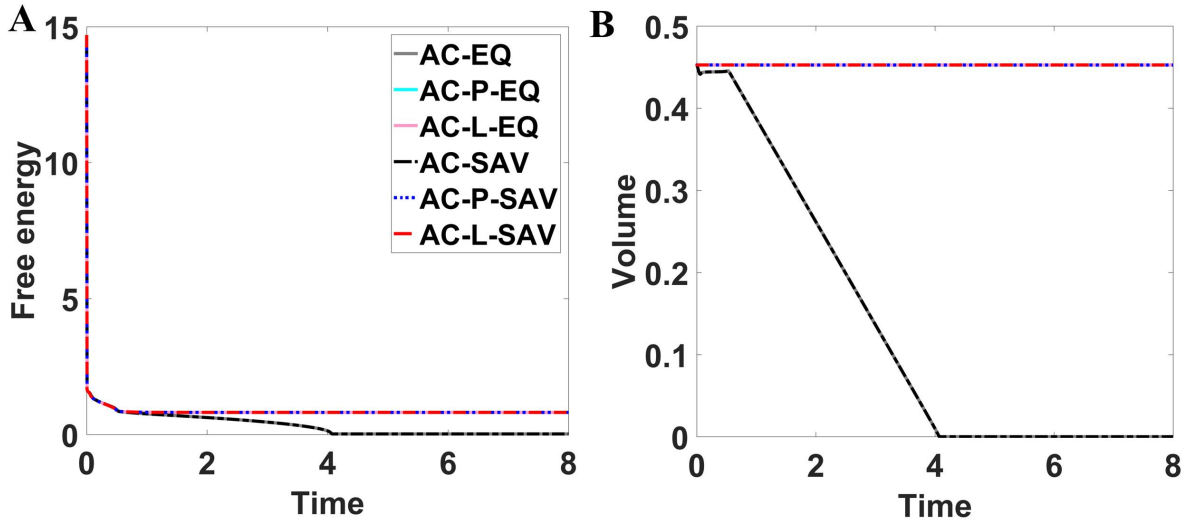 A
15
10
5
0
Free energy
0 2 4 6 8
Time
AC-EQ
AC-P-EQ
AC-L-EQ
AC-SAV
AC-P-SAV
AC-L-SAV
B
0.5
0.4
0.3
0.2
0.1
0
Volume
0 2 4 6 8
Time